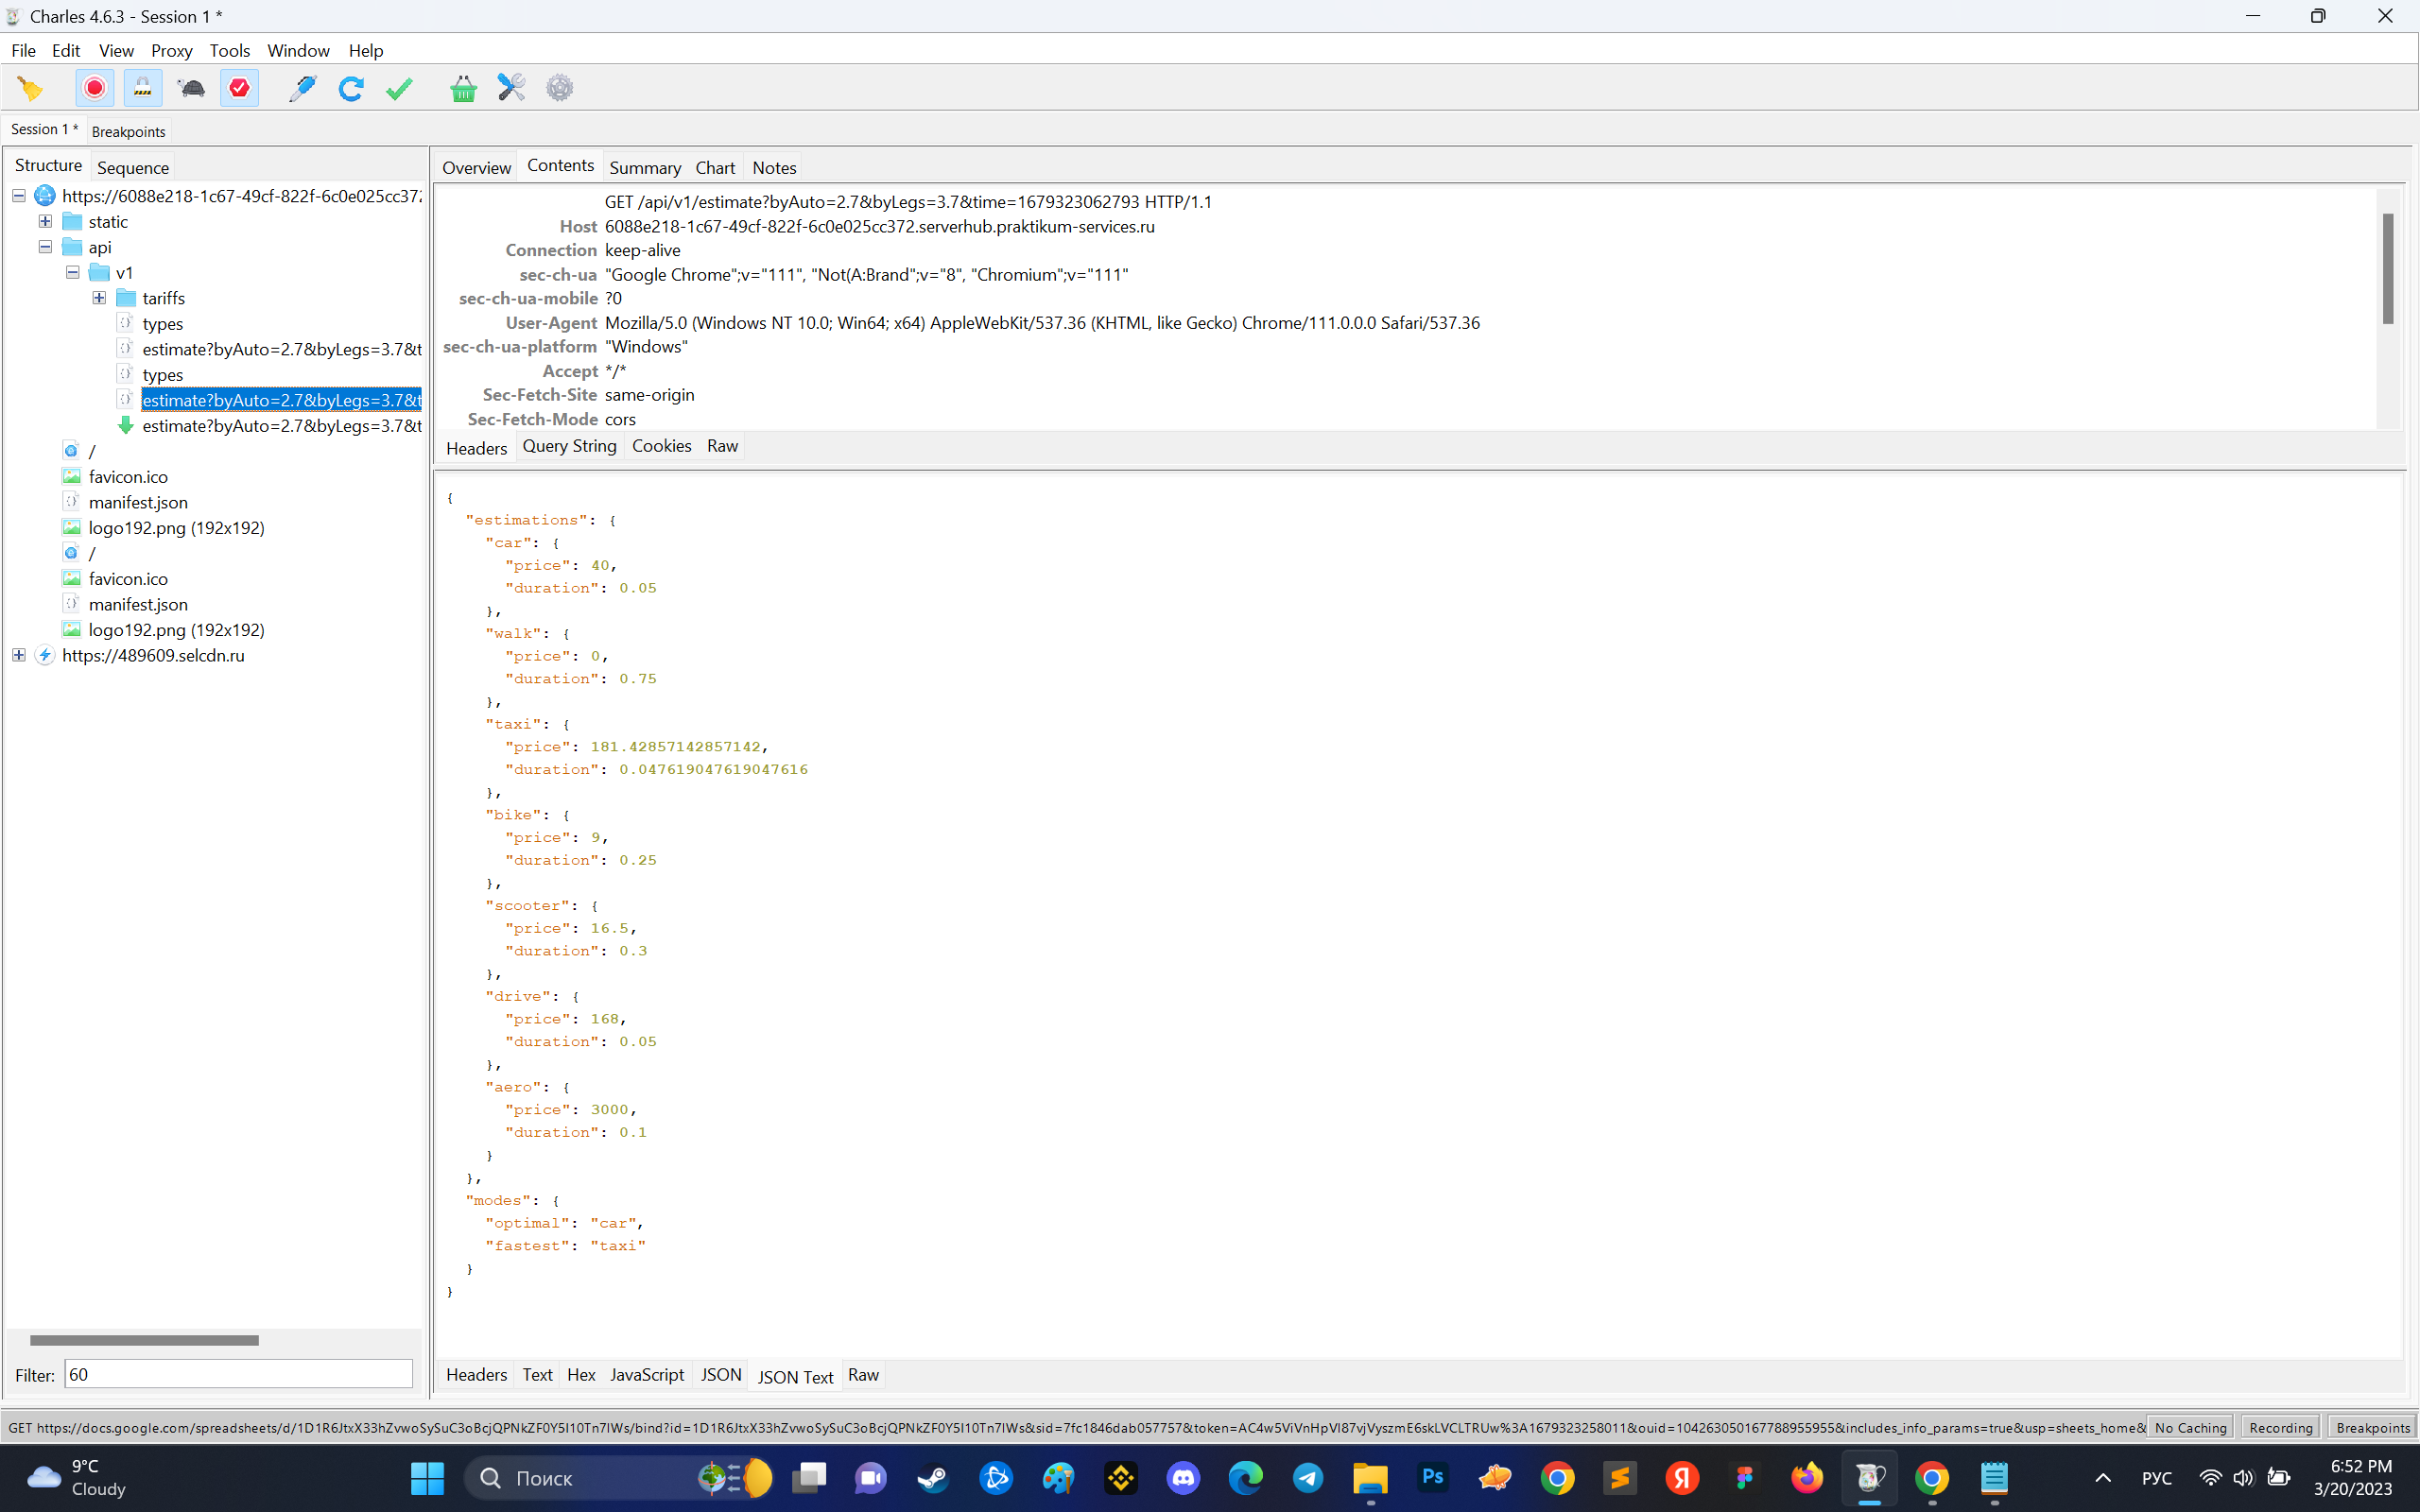 Charles 4.6.3 - Session 1 *
File Edit View Proxy Tools Window Help
Session 1 * Breakpoints
Structure Sequence
https://6088e218-1c67-49cf-822f-6c0e025cc372
static
api
v1
tariffs
types
estimate?byAuto=2.7&byLegs=3.7&t
types
estimate?byAuto=2.7&byLegs=3.7&t
estimate?byAuto=2.7&byLegs=3.7&t
/
favicon.ico
manifest.json
logo192.png (192x192)
/
favicon.ico
manifest.json
logo192.png (192x192)
https://489609.selcdn.ru
Filter: 60
Overview Contents Summary Chart Notes
GET /api/v1/estimate?byAuto=2.7&byLegs=3.7&time=1679323062793 HTTP/1.1
Host 6088e218-1c67-49cf-822f-6c0e025cc372.serverhub.praktikum-services.ru
Connection keep-alive
sec-ch-ua "Google Chrome";v="111", "Not(A:Brand";v="8", "Chromium";v="111"
sec-ch-ua-mobile ?0
User-Agent Mozilla/5.0 (Windows NT 10.0; Win64; x64) AppleWebKit/537.36 (KHTML, like Gecko) Chrome/111.0.0.0 Safari/537.36
sec-ch-ua-platform "Windows"
Accept */*
Sec-Fetch-Site same-origin
Sec-Fetch-Mode cors
Headers Query String Cookies Raw
{
"estimations": {
"car": {
"price": 40,
"duration": 0.05
},
"walk": {
"price": 0,
"duration": 0.75
},
"taxi": {
"price": 181.42857142857142,
"duration": 0.047619047619047616
},
"bike": {
"price": 9,
"duration": 0.25
},
"scooter": {
"price": 16.5,
"duration": 0.3
},
"drive": {
"price": 168,
"duration": 0.05
},
"aero": {
"price": 3000,
"duration": 0.1
}
},
"modes": {
"optimal": "car",
"fastest": "taxi"
}
}
Headers Text Hex JavaScript JSON JSON Text Raw
GET https://docs.google.com/spreadsheets/d/1D1R6JtxX33hZvwoSySuC3oBcjQPNkZF0Y5I10Tn7IWs/bind?id=1D1R6JtxX33hZvwoSySuC3oBcjQPNkZF0Y5I10Tn7IWs&sid=7fc1846dab057757&token=AC4w5ViVnHpVI87vjVyszmE6skLVCLTRUw%3A1679323258011&ouid=104263050167788955955&includes_info_params=true&usp=sheets_home& No Caching Recording Breakpoints
9°C
Cloudy
Поиск
Ps
Я
РУС
6:52 PM
3/20/2023